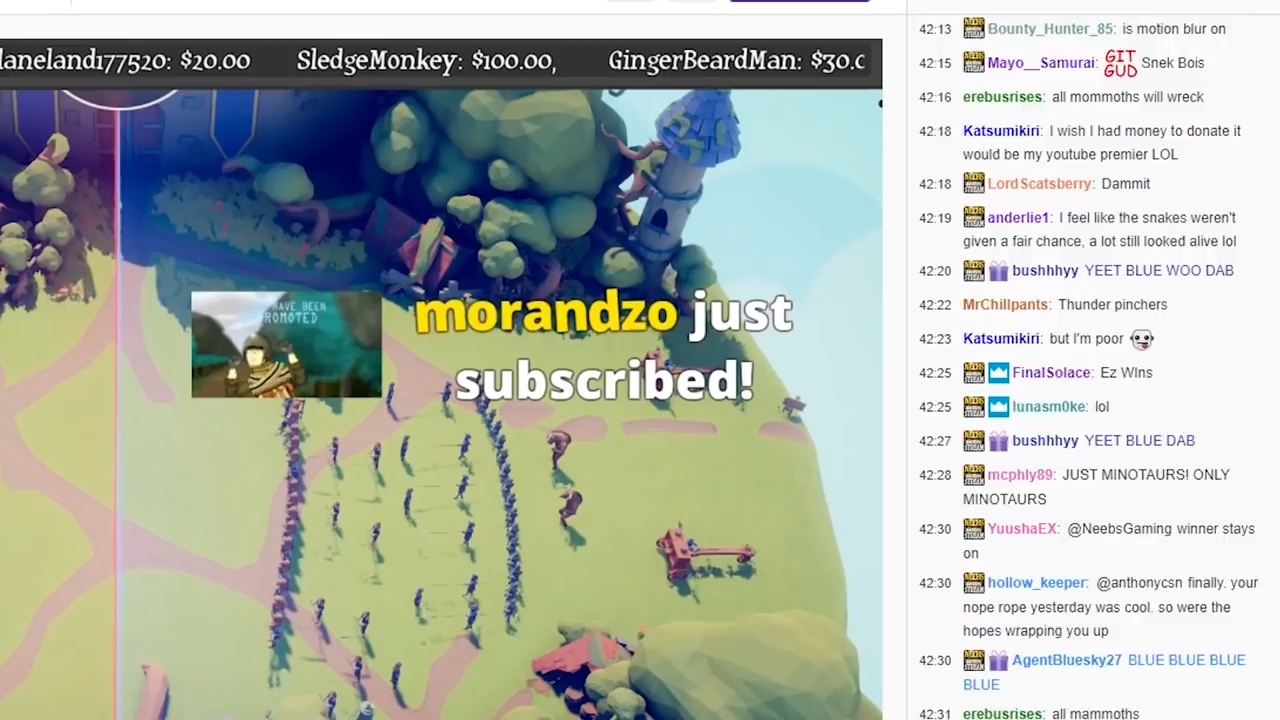 laneland177520: $20.00 SledgeMonkey: $100.00, GingerBeardMan: $30.0
HAVE BEEN
ROMOTED
morandzo just
subscribed!
42:13 Bounty_Hunter_85: is motion blur on
42:15 Mayo__Samurai: GIT GUD Snek Bois
42:16 erebusrises: all mommoths will wreck
42:18 Katsumikiri: I wish I had money to donate it
would be my youtube premier LOL
42:18 LordScatsberry: Dammit
42:19 anderlie1: I feel like the snakes weren't
given a fair chance, a lot still looked alive lol
42:20 bushhhyy YEET BLUE WOO DAB
42:22 MrChillpants: Thunder pinchers
42:23 Katsumikiri: but I'm poor
42:25 FinalSolace: Ez WIns
42:25 lunasm0ke: lol
42:27 bushhhyy YEET BLUE DAB
42:28 mcphly89: JUST MINOTAURS! ONLY
MINOTAURS
42:30 YuushaEX: @NeebsGaming winner stays
on
42:30 hollow_keeper: @anthonycsn finally. your
nope rope yesterday was cool. so were the
hopes wrapping you up
42:30 AgentBluesky27 BLUE BLUE BLUE
BLUE
42:31 erebusrises: all mammoths